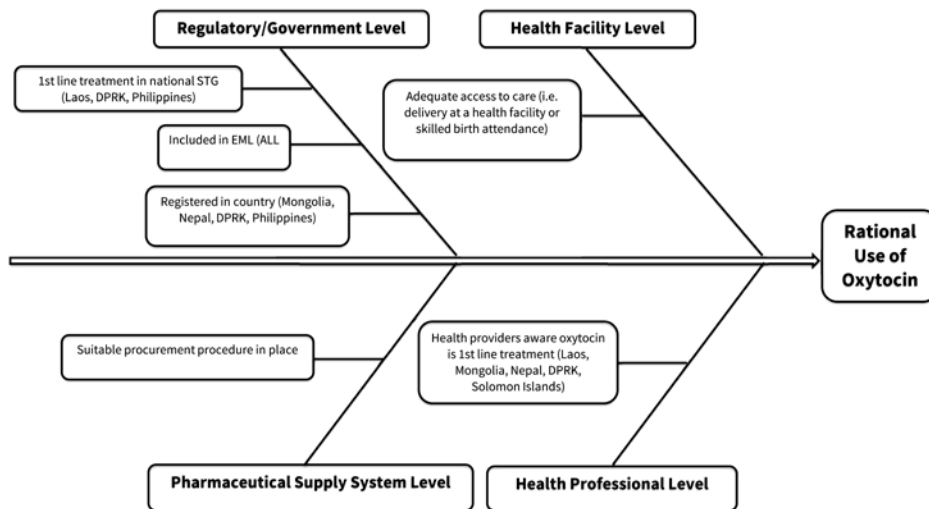 Regulatory/Government Level
Health Facility Level
1st line treatment in national STG
(Laos, DPRK, Philippines)
Adequate access to care (i.e.
delivery at a health facility or
skilled birth attendance)
Included in EML (ALL
Registered in country (Mongolia,
Nepal, DPRK, Philippines)
Rational
Use of
Oxytocin
Suitable procurement procedure in place
Health providers aware oxytocin
is 1st line treatment (Laos,
Mongolia, Nepal, DPRK,
Solomon Islands)
Pharmaceutical Supply System Level
Health Professional Level